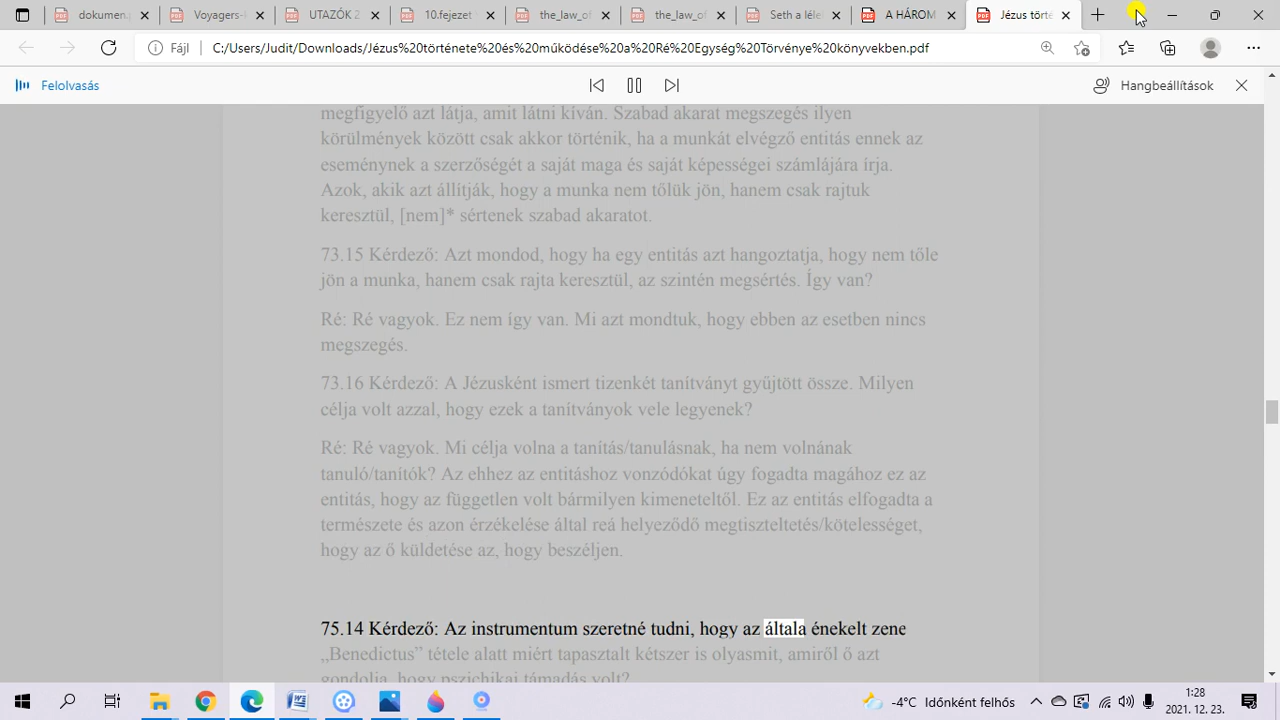 dokumen.p
Voyagers-
UTAZÓK 2
10.fejezet
the_law_of
the_law_of
Seth a léle
A HÁROM
Jézus törté
Fájl
C:/Users/Judit/Downloads/Jézus%20története%20és%20működése%20a%20Ré%20Egység%20Törvénye%20könyvekben.pdf
Felolvasás
Hangbeállítások
megfigyelő azt látja, amit látni kíván. Szabad akarat megszegés ilyen
körülmények között csak akkor történik, ha a munkát elvégző entitás ennek az
eseménynek a szerzőségét a saját maga és saját képességei számlájára írja.
Azok, akik azt állítják, hogy a munka nem tőlük jön, hanem csak rajtuk
keresztül, [nem]* sértenek szabad akaratot.
73.15 Kérdező: Azt mondod, hogy ha egy entitás azt hangoztatja, hogy nem tőle
jön a munka, hanem csak rajta keresztül, az szintén megsértés. Így van?
Ré: Ré vagyok. Ez nem így van. Mi azt mondtuk, hogy ebben az esetben nincs
megszegés.
73.16 Kérdező: A Jézusként ismert tizenkét tanítványt gyűjtött össze. Milyen
célja volt azzal, hogy ezek a tanítványok vele legyenek?
Ré: Ré vagyok. Mi célja volna a tanítás/tanulásnak, ha nem volnának
tanuló/tanítók? Az ehhez az entitáshoz vonzódókat úgy fogadta magához ez az
entitás, hogy az független volt bármilyen kimeneteltől. Ez az entitás elfogadta a
természete és azon érzékelése által reá helyeződő megtiszteltetés/kötelességet,
hogy az ő küldetése az, hogy beszéljen.
75.14 Kérdező: Az instrumentum szeretné tudni, hogy az általa énekelt zene
„Benedictus” tétele alatt miért tapasztalt kétszer is olyasmit, amiről ő azt
gondolja, hogy pszichikai támadás volt?
-4°C Időnként felhős
1:28
2021. 12. 23.